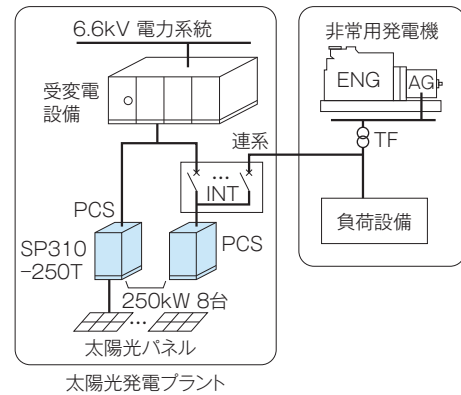 6.6kV 電力系統
受変電
設備
連系
INT
PCS
PCS
SP310
-250T
250kW 8台
太陽光パネル
太陽光発電プラント
非常用発電機
ENG
AG
TF
負荷設備